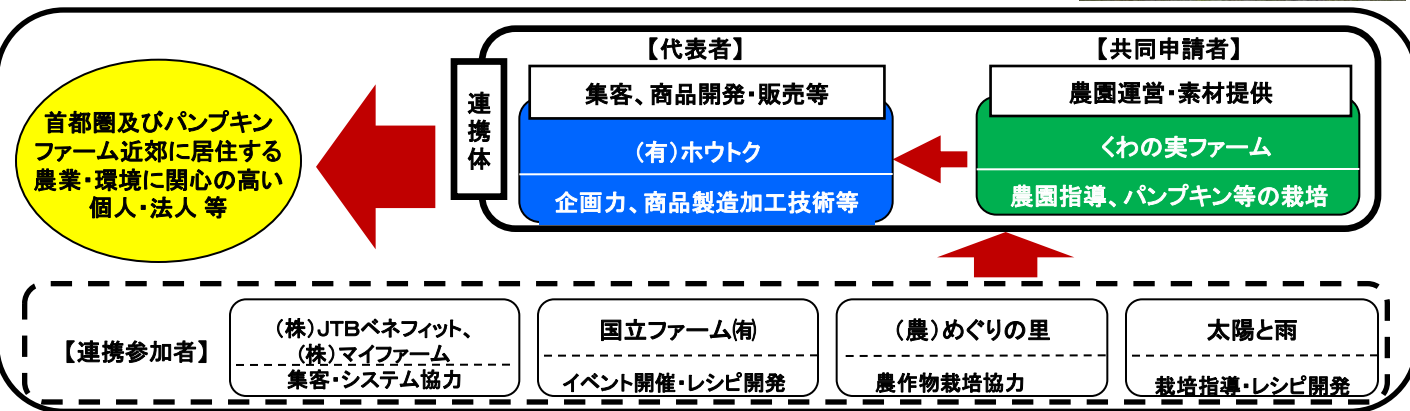 【代表者】
【共同申請者】
連携体
集客、商品開発・販売等
(有)ホウトク
企画力、商品製造加工技術等
農園運営・素材提供
くわの実ファーム
農園指導、パンプキン等の栽培
首都圏及びパンプキン
ファーム近郊に居住する
農業・環境に関心の高い
個人・法人 等
【連携参加者】
(株)JTBベネフィット、
(株)マイファーム
集客・システム協力
国立ファーム㈲
イベント開催・レシピ開発
(農)めぐりの里
農作物栽培協力
太陽と雨
栽培指導・レシピ開発